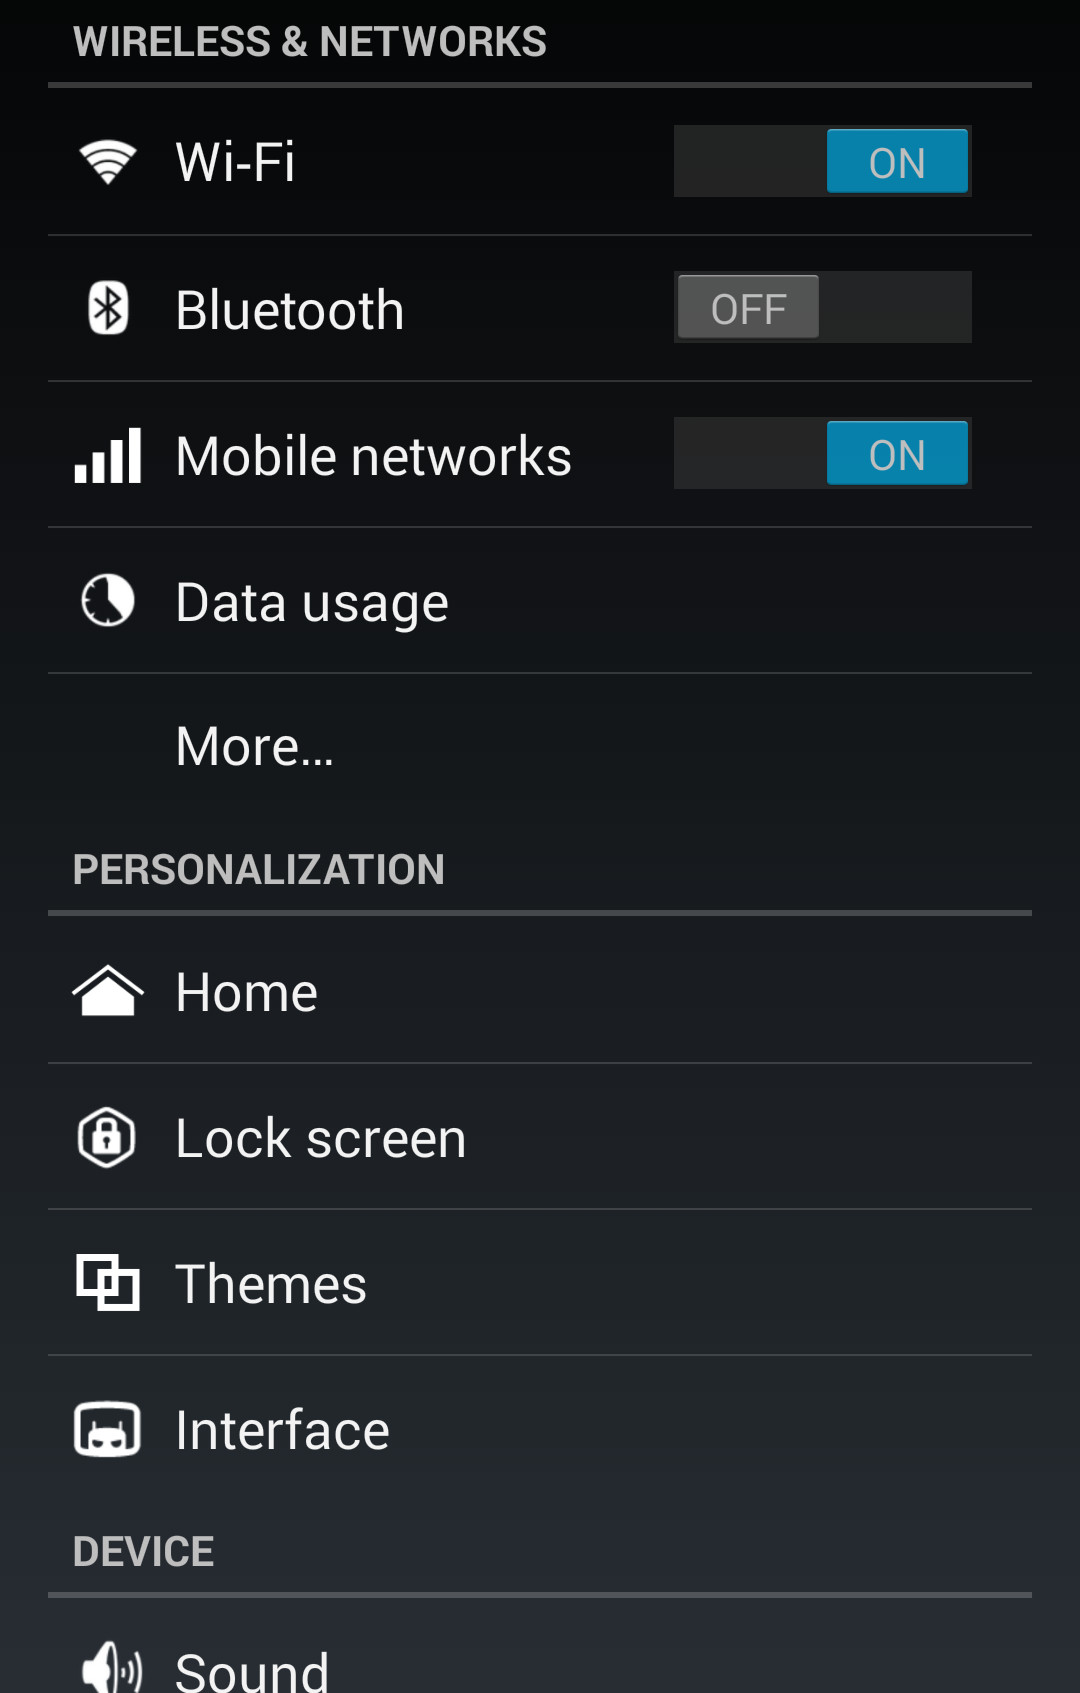 WIRELESS & NETWORKS
Wi-Fi ON
Bluetooth OFF
Mobile networks ON
Data usage
More...
PERSONALIZATION
Home
Lock screen
Themes
Interface
DEVICE
Sound